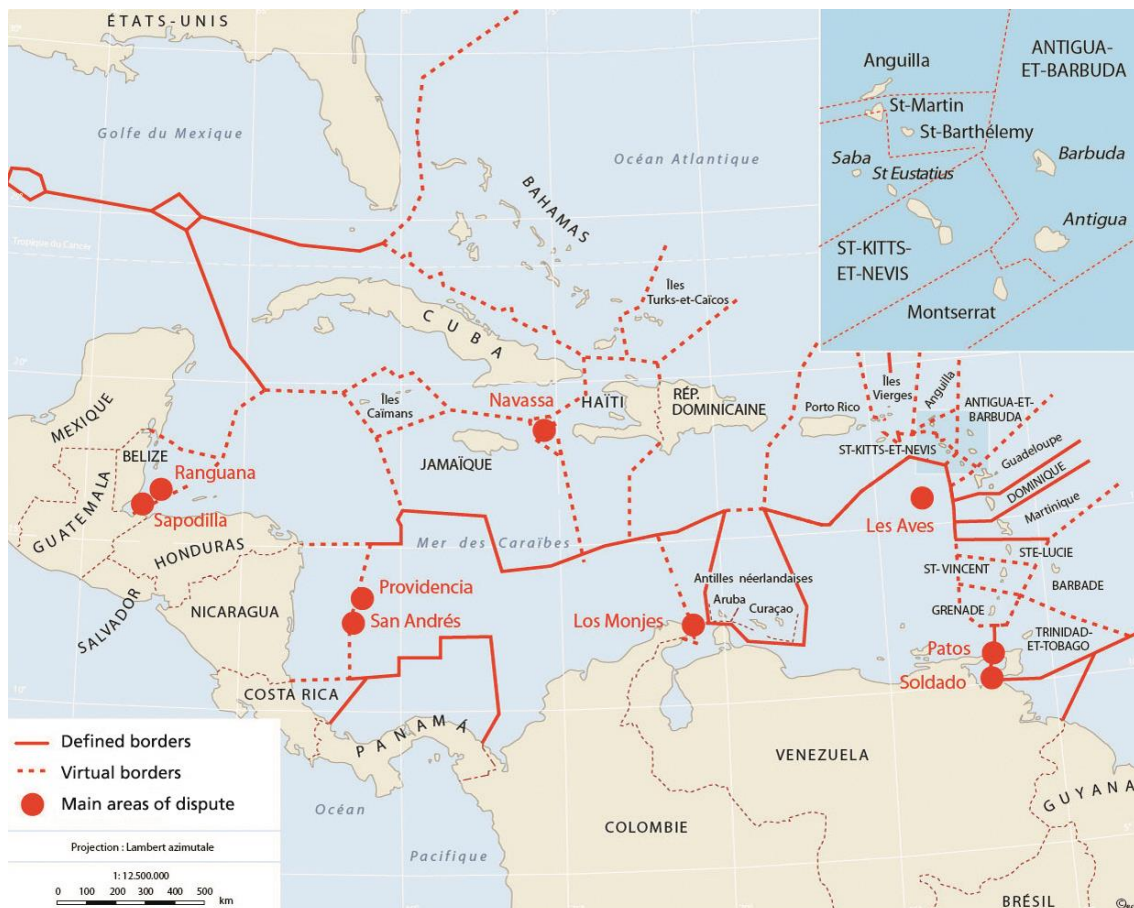 ÉTATS-UNIS
Golfe du Mexique
Océan Atlantique
Tropique du Cancer
BAHAMAS
Îles
Turks-et-Caïcos
CUBA
20°
MEXIQUE
BELIZE
GUATEMALA
Ranguana
Sapodilla
HONDURAS
SALVADOR
NICARAGUA
Îles
Caïmans
Navassa
HAÏTI
RÉP.
DOMINICAINE
JAMAÏQUE
Porto Rico
Îles
Vierges
Anguilla
ANTIGUA-ET-
BARBUDA
ST-KITTS-
ET-NEVIS
Guadeloupe
DOMINIQUE
Martinique
Les Aves
Mer des Caraïbes
STE-LUCIE
ST-VINCENT
BARBADE
GRENADE
Providencia
San Andrés
Antilles néerlandaises
Aruba
Curaçao
Los Monjes
TRINIDAD-
ET-TOBAGO
Patos
Soldado
10°
COSTA RICA
PANAMÁ
VENEZUELA
COLOMBIE
GUYANA
BRÉSIL
Océan
Pacifique
Anguilla
St-Martin
St-Barthélemy
ANTIGUA-
ET-BARBUDA
Saba
St Eustatius
Barbuda
Antigua
ST-KITTS-
ET-NEVIS
Montserrat
Defined borders
Virtual borders
Main areas of dispute
Projection : Lambert azimutale
1: 12.500.000
0 100 200 300 400 500
km